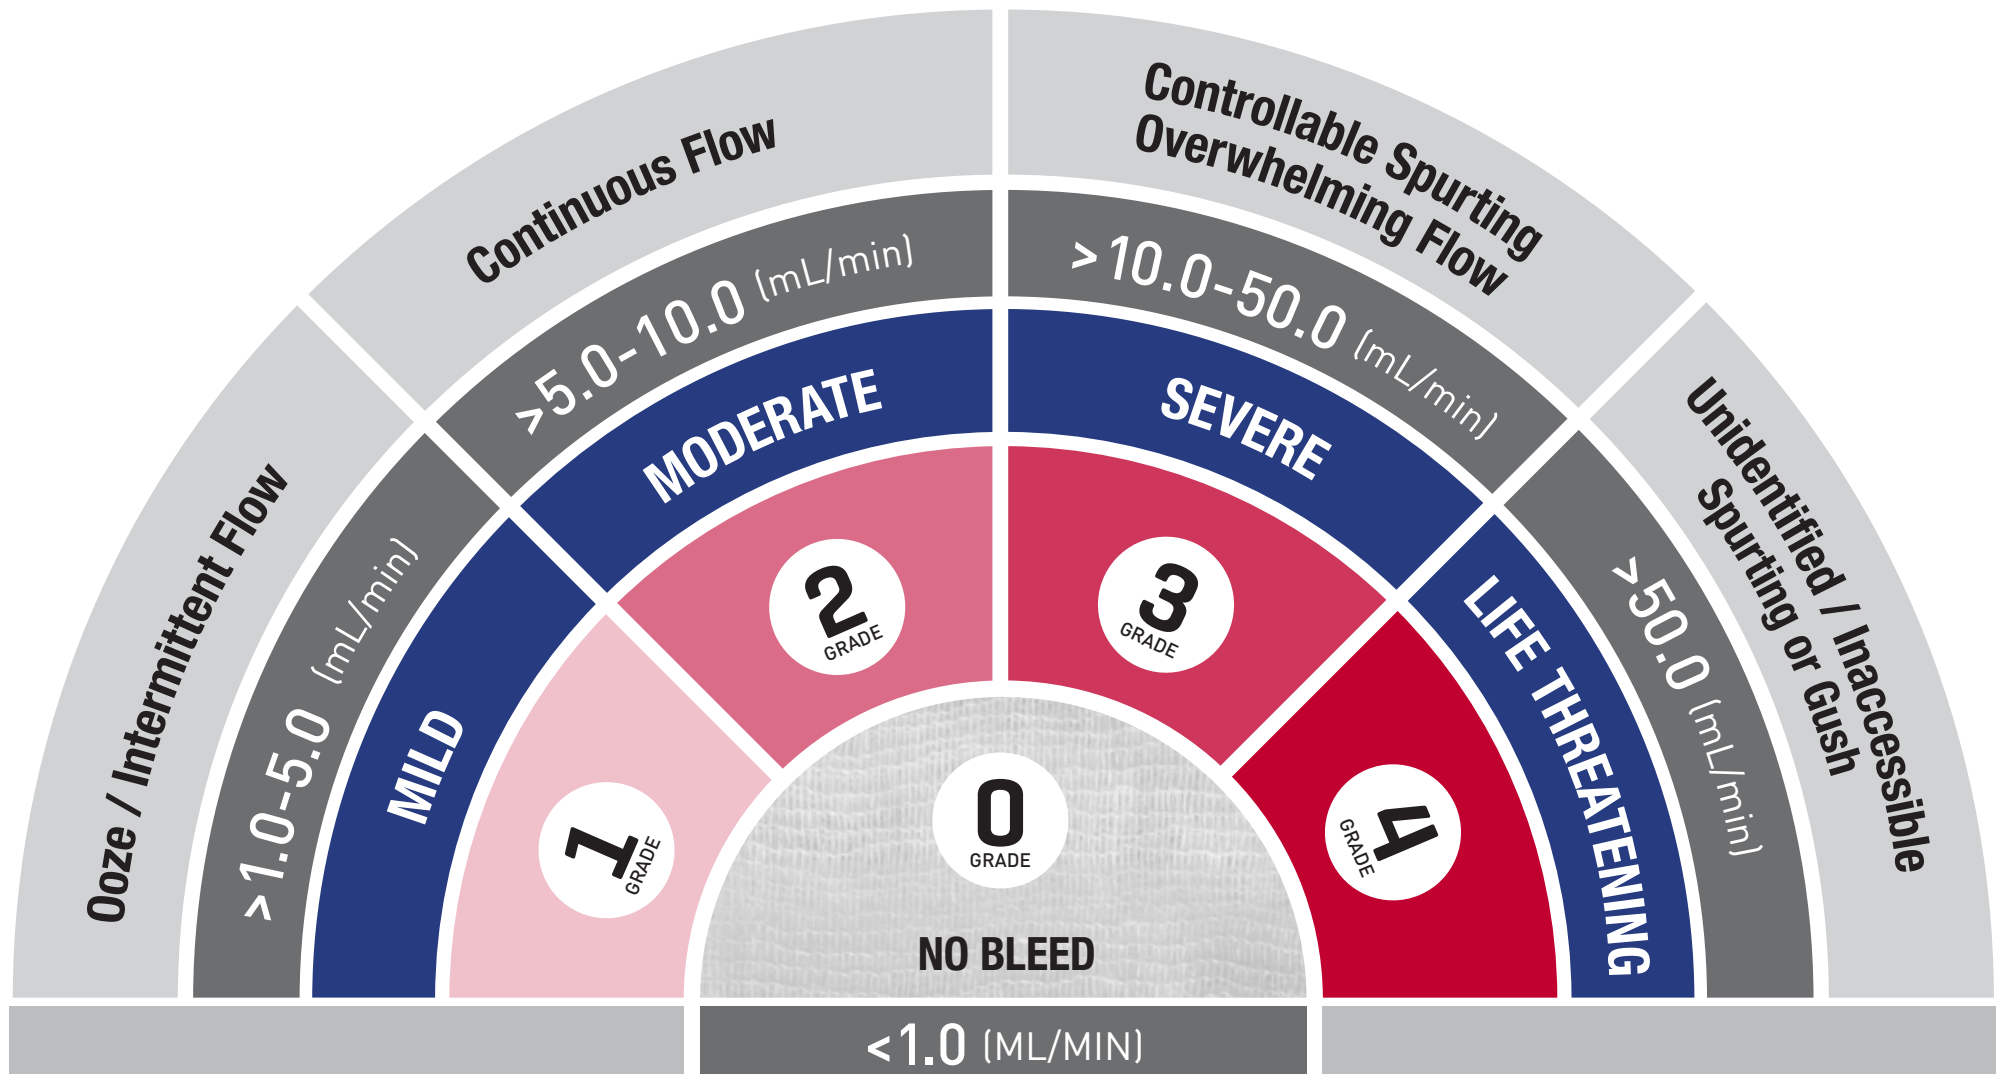 Ooze / Intermittent Flow
>1.0-5.0 (mL/min)
MILD
1
GRADE
Continuous Flow
>5.0-10.0 (mL/min)
MODERATE
2
GRADE
Controllable Spurting
Overwhelming Flow
>10.0-50.0 (mL/min)
SEVERE
3
GRADE
Unidentified / Inaccessible
Spurting or Gush
>50.0 (mL/min)
LIFE THREATENING
4
GRADE
0
GRADE
NO BLEED
<1.0 (ML/MIN)